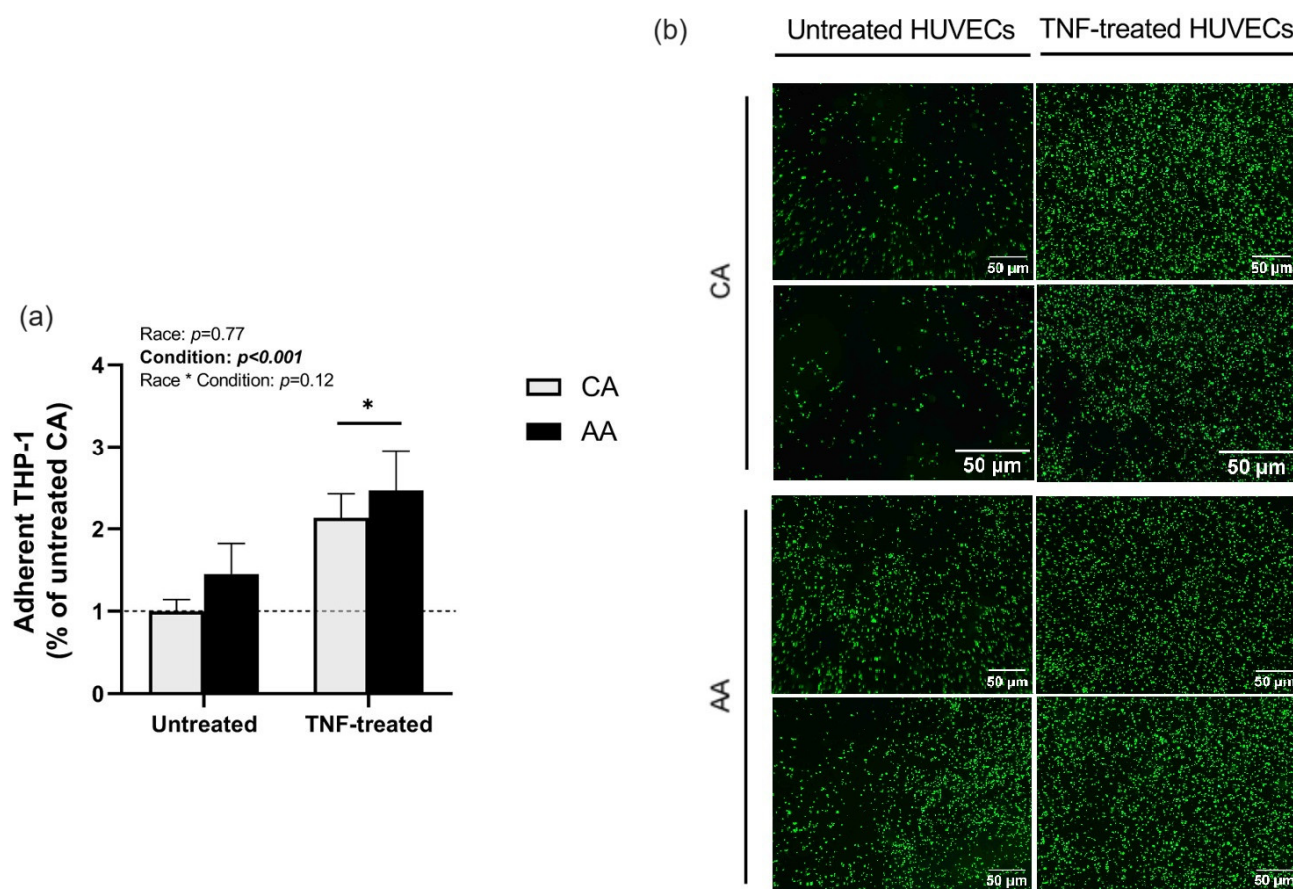 (a)
Race: p=0.77
Condition: p<0.001
Race * Condition: p=0.12
Adherent THP-1
(% of untreated CA)
4
3
2
1
0
*
Untreated
TNF-treated
CA
AA
(b)
Untreated HUVECs
TNF-treated HUVECs
CA
50 µm
50 µm
50 µm
50 µm
AA
50 µm
50 µm
50 µm
50 µm